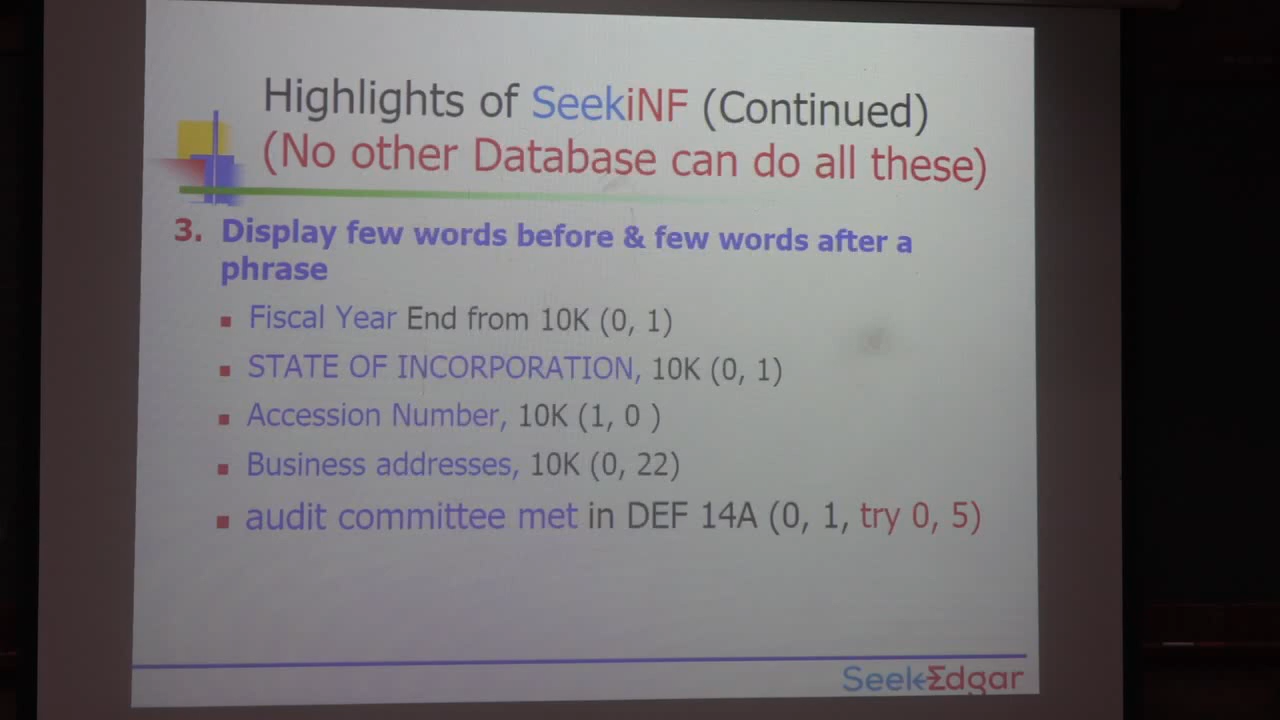 Highlights of SeekiNF (Continued)
(No other Database can do all these)
3. Display few words before & few words after a
phrase
Fiscal Year End from 10K (0, 1)
STATE OF INCORPORATION, 10K (0, 1)
Accession Number, 10K (1, 0 )
Business addresses, 10K (0, 22)
audit committee met in DEF 14A (0, 1, try 0, 5)
SeekEdgar